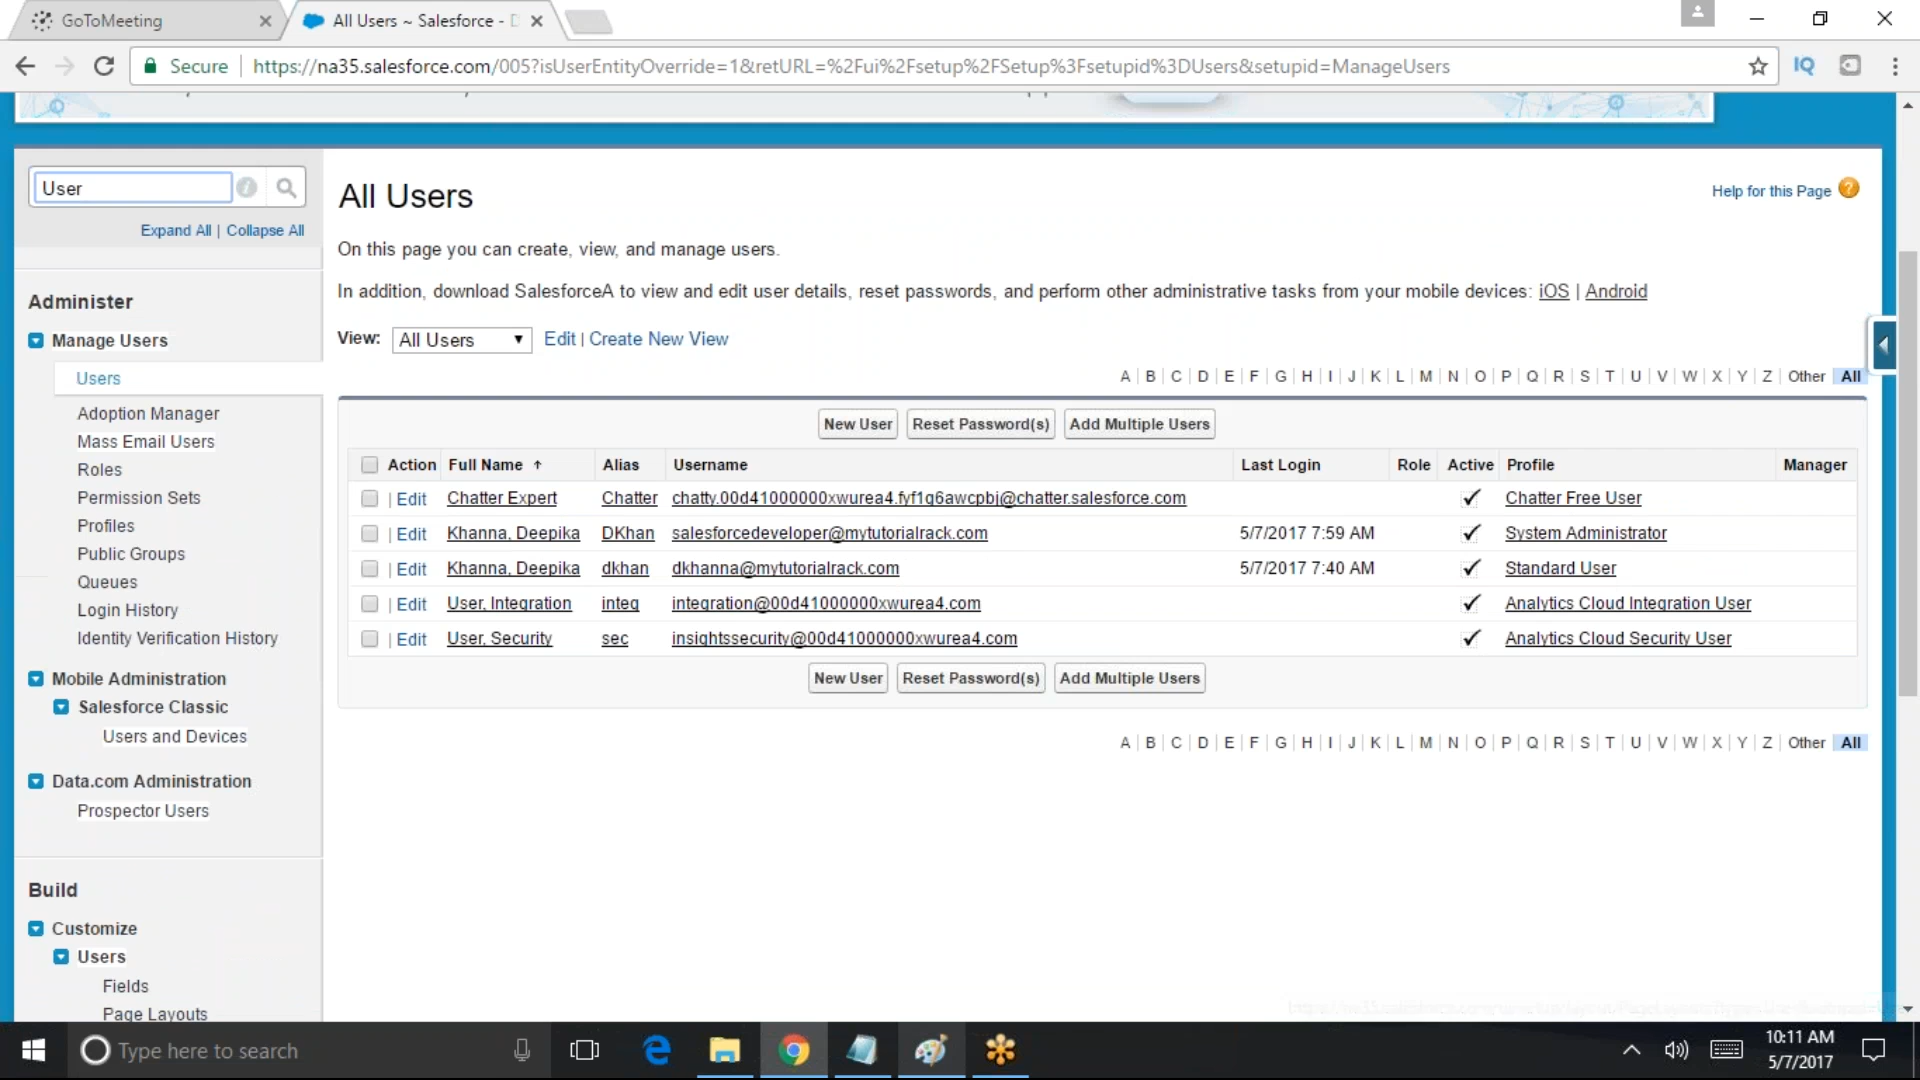 GoToMeeting
All Users ~ Salesforce - D
Secure
https://na35.salesforce.com/005?isUserEntityOverride=1&retURL=%2Fui%2Fsetup%2FSetup%3Fsetupid%3DUsers&setupid=ManageUsers
IQ
User
Expand All | Collapse All
Administer
Manage Users
Users
Adoption Manager
Mass Email Users
Roles
Permission Sets
Profiles
Public Groups
Queues
Login History
Identity Verification History
Mobile Administration
Salesforce Classic
Users and Devices
Data.com Administration
Prospector Users
Build
Customize
Users
Fields
Page Layouts
All Users
Help for this Page ?
On this page you can create, view, and manage users.
In addition, download SalesforceA to view and edit user details, reset passwords, and perform other administrative tasks from your mobile devices: iOS | Android
View: All Users Edit | Create New View
A | B | C | D | E | F | G | H | I | J | K | L | M | N | O | P | Q | R | S | T | U | V | W | X | Y | Z | Other All
New User Reset Password(s) Add Multiple Users
Action Full Name ↑ Alias Username Last Login Role Active Profile Manager
| Edit Chatter Expert Chatter chatty.00d41000000xwurea4.fyf1q6awcpbj@chatter.salesforce.com ✓ Chatter Free User
| Edit Khanna, Deepika DKhan salesforcedeveloper@mytutorialrack.com 5/7/2017 7:59 AM ✓ System Administrator
| Edit Khanna, Deepika dkhan dkhanna@mytutorialrack.com 5/7/2017 7:40 AM ✓ Standard User
| Edit User, Integration integ integration@00d41000000xwurea4.com ✓ Analytics Cloud Integration User
| Edit User, Security sec insightssecurity@00d41000000xwurea4.com ✓ Analytics Cloud Security User
New User Reset Password(s) Add Multiple Users
A | B | C | D | E | F | G | H | I | J | K | L | M | N | O | P | Q | R | S | T | U | V | W | X | Y | Z | Other All
Type here to search
10:11 AM
5/7/2017